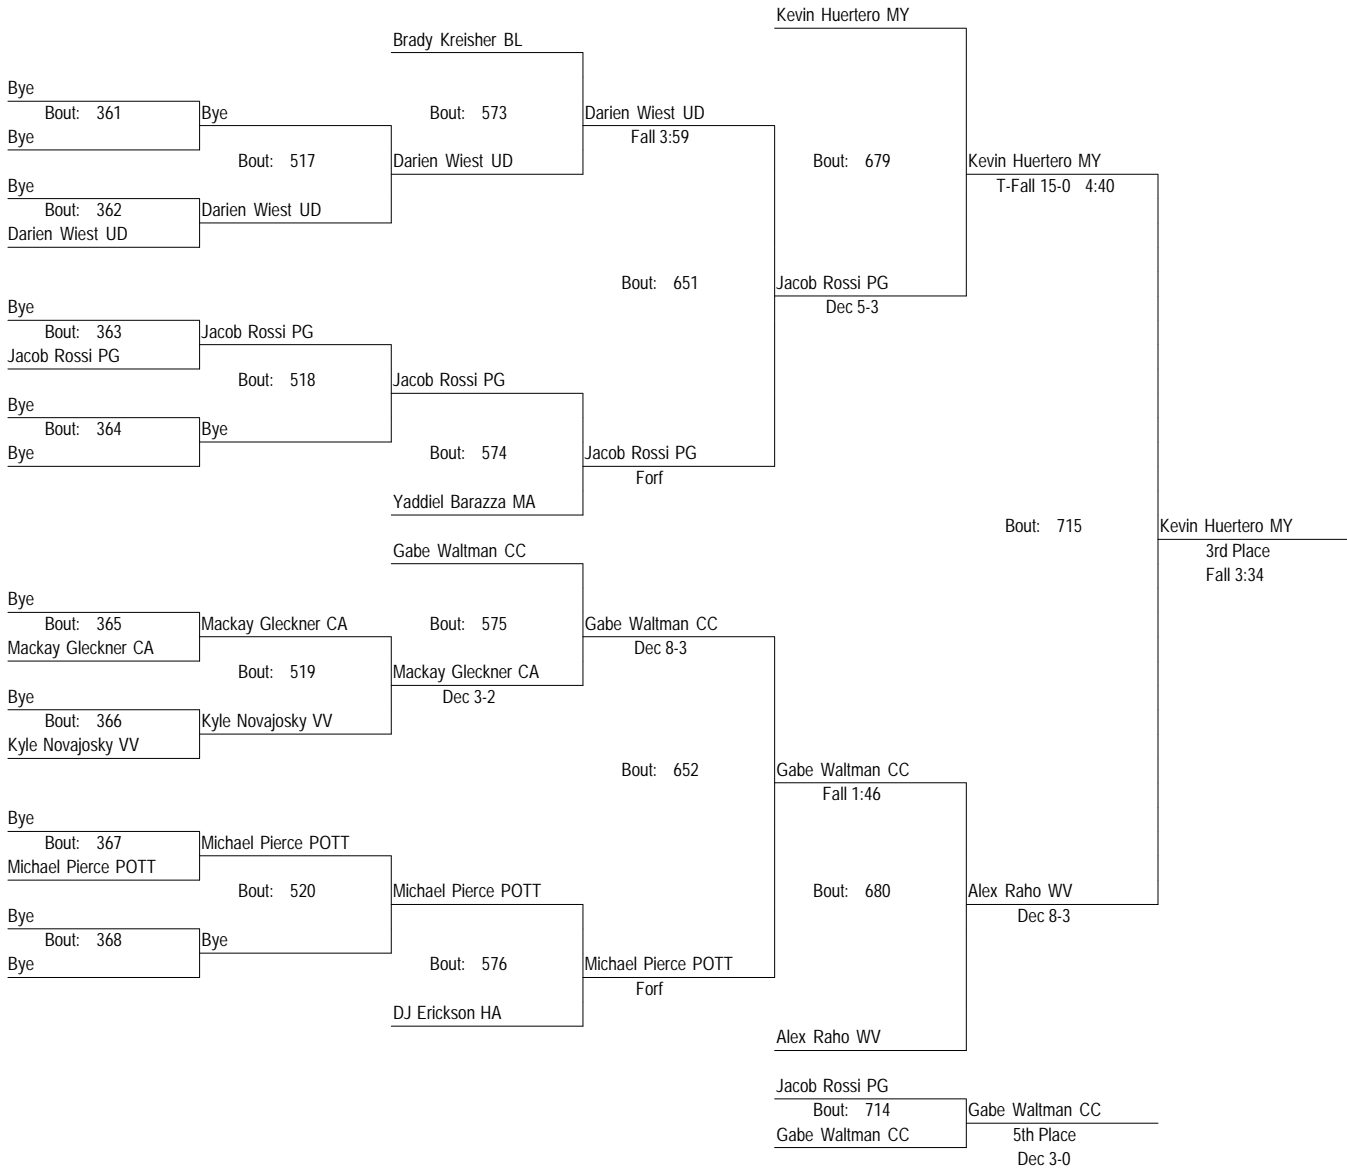 Kevin Huertero MY
Brady Kreisher BL
Bye
Bout: 361
Bye
Bout: 573
Darien Wiest UD
Bye
Fall 3:59
Bout: 517
Darien Wiest UD
Bout: 679
Kevin Huertero MY
Bye
T-Fall 15-0 4:40
Bout: 362
Darien Wiest UD
Darien Wiest UD
Bout: 651
Jacob Rossi PG
Bye
Dec 5-3
Bout: 363
Jacob Rossi PG
Jacob Rossi PG
Bout: 518
Jacob Rossi PG
Bye
Bout: 364
Bye
Bye
Bout: 574
Jacob Rossi PG
Forf
Yaddiel Barazza MA
Bout: 715
Kevin Huertero MY
Gabe Waltman CC
3rd Place
Fall 3:34
Bye
Bout: 365
Mackay Gleckner CA
Bout: 575
Gabe Waltman CC
Mackay Gleckner CA
Dec 8-3
Bout: 519
Mackay Gleckner CA
Bye
Dec 3-2
Bout: 366
Kyle Novajosky VV
Kyle Novajosky VV
Bout: 652
Gabe Waltman CC
Fall 1:46
Bye
Bout: 367
Michael Pierce POTT
Michael Pierce POTT
Bout: 520
Michael Pierce POTT
Bout: 680
Alex Raho WV
Bye
Dec 8-3
Bout: 368
Bye
Bye
Bout: 576
Michael Pierce POTT
Forf
DJ Erickson HA
Alex Raho WV
Jacob Rossi PG
Bout: 714
Gabe Waltman CC
Gabe Waltman CC
5th Place
Dec 3-0